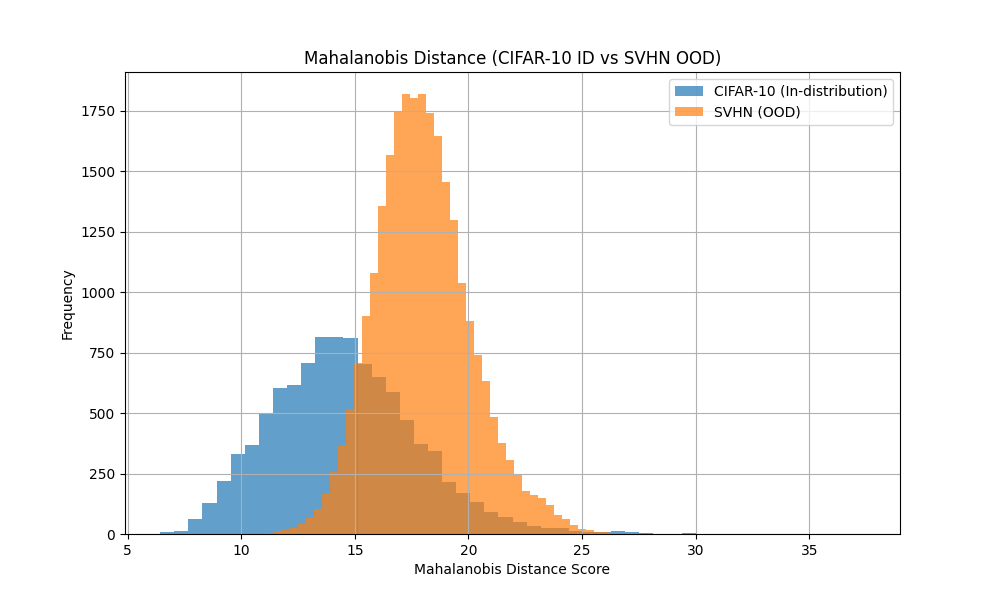 Mahalanobis Distance (CIFAR-10 ID vs SVHN OOD)
CIFAR-10 (In-distribution)
SVHN (OOD)
Frequency
1750
1500
1250
1000
750
500
250
0
5 10 15 20 25 30 35
Mahalanobis Distance Score